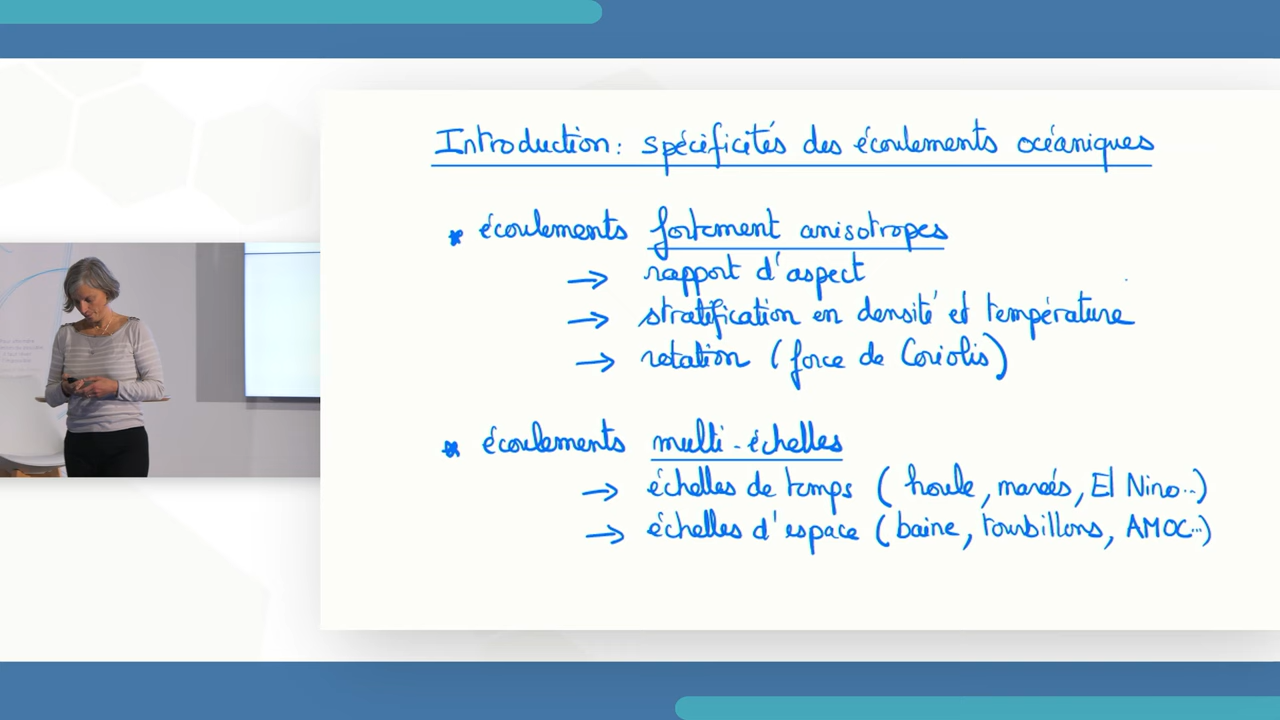 Introduction: spécificités des écoulements océaniques
* écoulements fortement anisotropes
→ rapport d'aspect
→ stratification en densité et température
→ rotation (force de Coriolis)
* écoulements multi-échelles
→ échelles de temps (houle, marées, El Nino...)
→ échelles d'espace (baine, tourbillons, AMOC...)